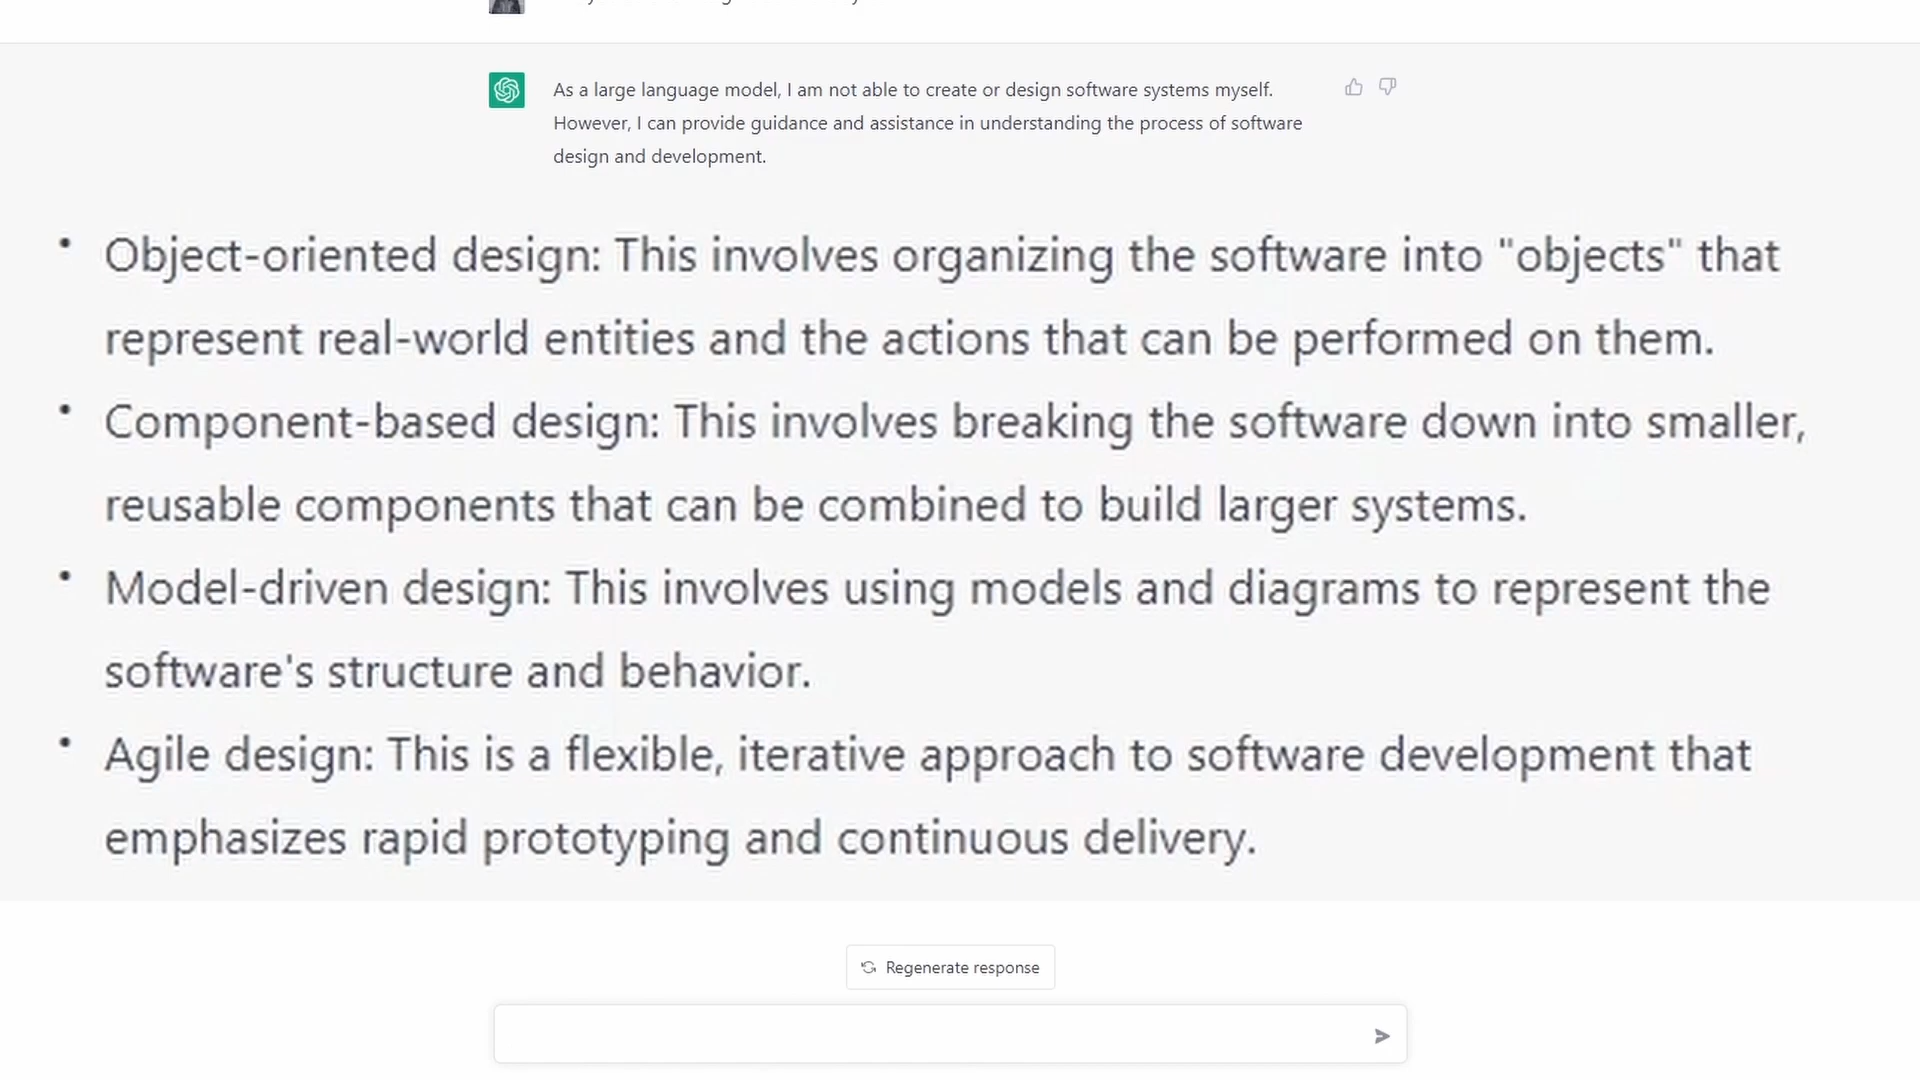 As a large language model, I am not able to create or design software systems myself.
However, I can provide guidance and assistance in understanding the process of software
design and development.
• Object-oriented design: This involves organizing the software into "objects" that
represent real-world entities and the actions that can be performed on them.
• Component-based design: This involves breaking the software down into smaller,
reusable components that can be combined to build larger systems.
• Model-driven design: This involves using models and diagrams to represent the
software's structure and behavior.
• Agile design: This is a flexible, iterative approach to software development that
emphasizes rapid prototyping and continuous delivery.
Regenerate response